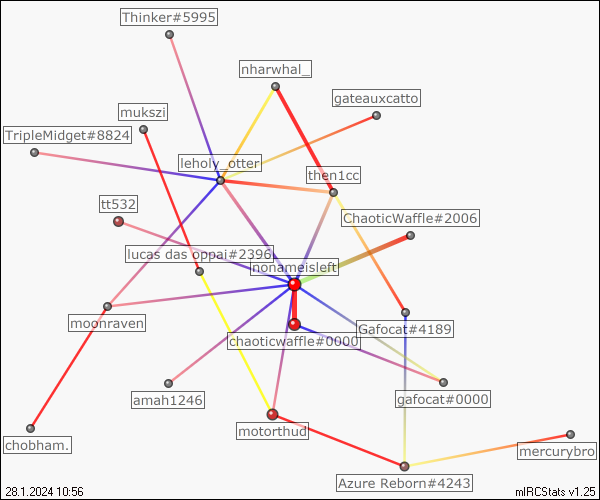 Thinker#5995
nharwhal_
gateauxcatto
mukszi
TripleMidget#8824
leholy_otter
then1cc
tt532
ChaoticWaffle#2006
lucas das oppai#2396
nonameisleft
moonraven
Gafocat#4189
chaoticwaffle#0000
amah1246
gafocat#0000
motorthud
chobham.
mercurybro
Azure Reborn#4243
28.1.2024 10:56
mIRCStats v1.25